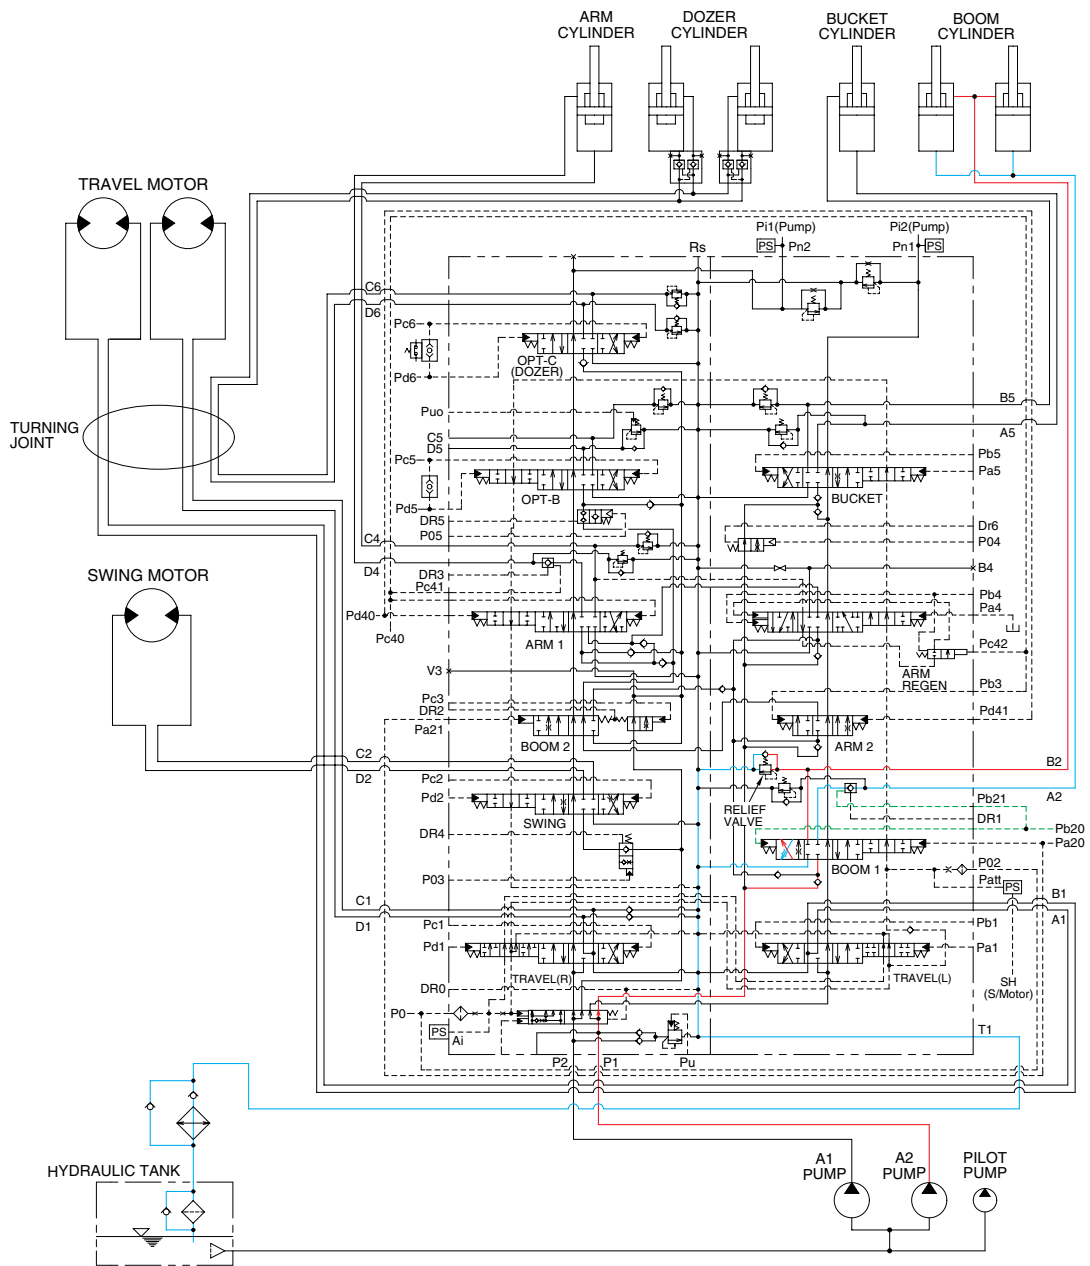 ARM
CYLINDER
DOZER
CYLINDER
BUCKET
CYLINDER
BOOM
CYLINDER
TRAVEL MOTOR
Pi1(Pump)
Pi2(Pump)
Rs
PS
Pn2
Pn1
PS
C6
D6
Pc6
OPT-C
(DOZER)
Pd6
B5
Puo
TURNING
JOINT
C5
D5
A5
Pc5
Pb5
Pa5
OPT-B
BUCKET
Pd5
DR5
Dr6
P05
P04
C4
D4
B4
DR3
Pc41
Pb4
Pa4
SWING MOTOR
Pd40
Pc40
ARM 1
Pc42
V3
ARM
REGEN
Pb3
Pc3
DR2
Pd41
Pa21
BOOM 2
ARM 2
C2
B2
D2
Pc2
Pd2
Pb21
A2
RELIEF
VALVE
DR1
SWING
Pb20
DR4
Pa20
P02
BOOM 1
P03
Patt
PS
C1
B1
D1
Pc1
Pb1
A1
Pd1
Pa1
TRAVEL(R)
TRAVEL(L)
DR0
SH
(S/Motor)
P0
PS
Ai
T1
P2
P1
Pu
HYDRAULIC TANK
A1
PUMP
A2
PUMP
PILOT
PUMP